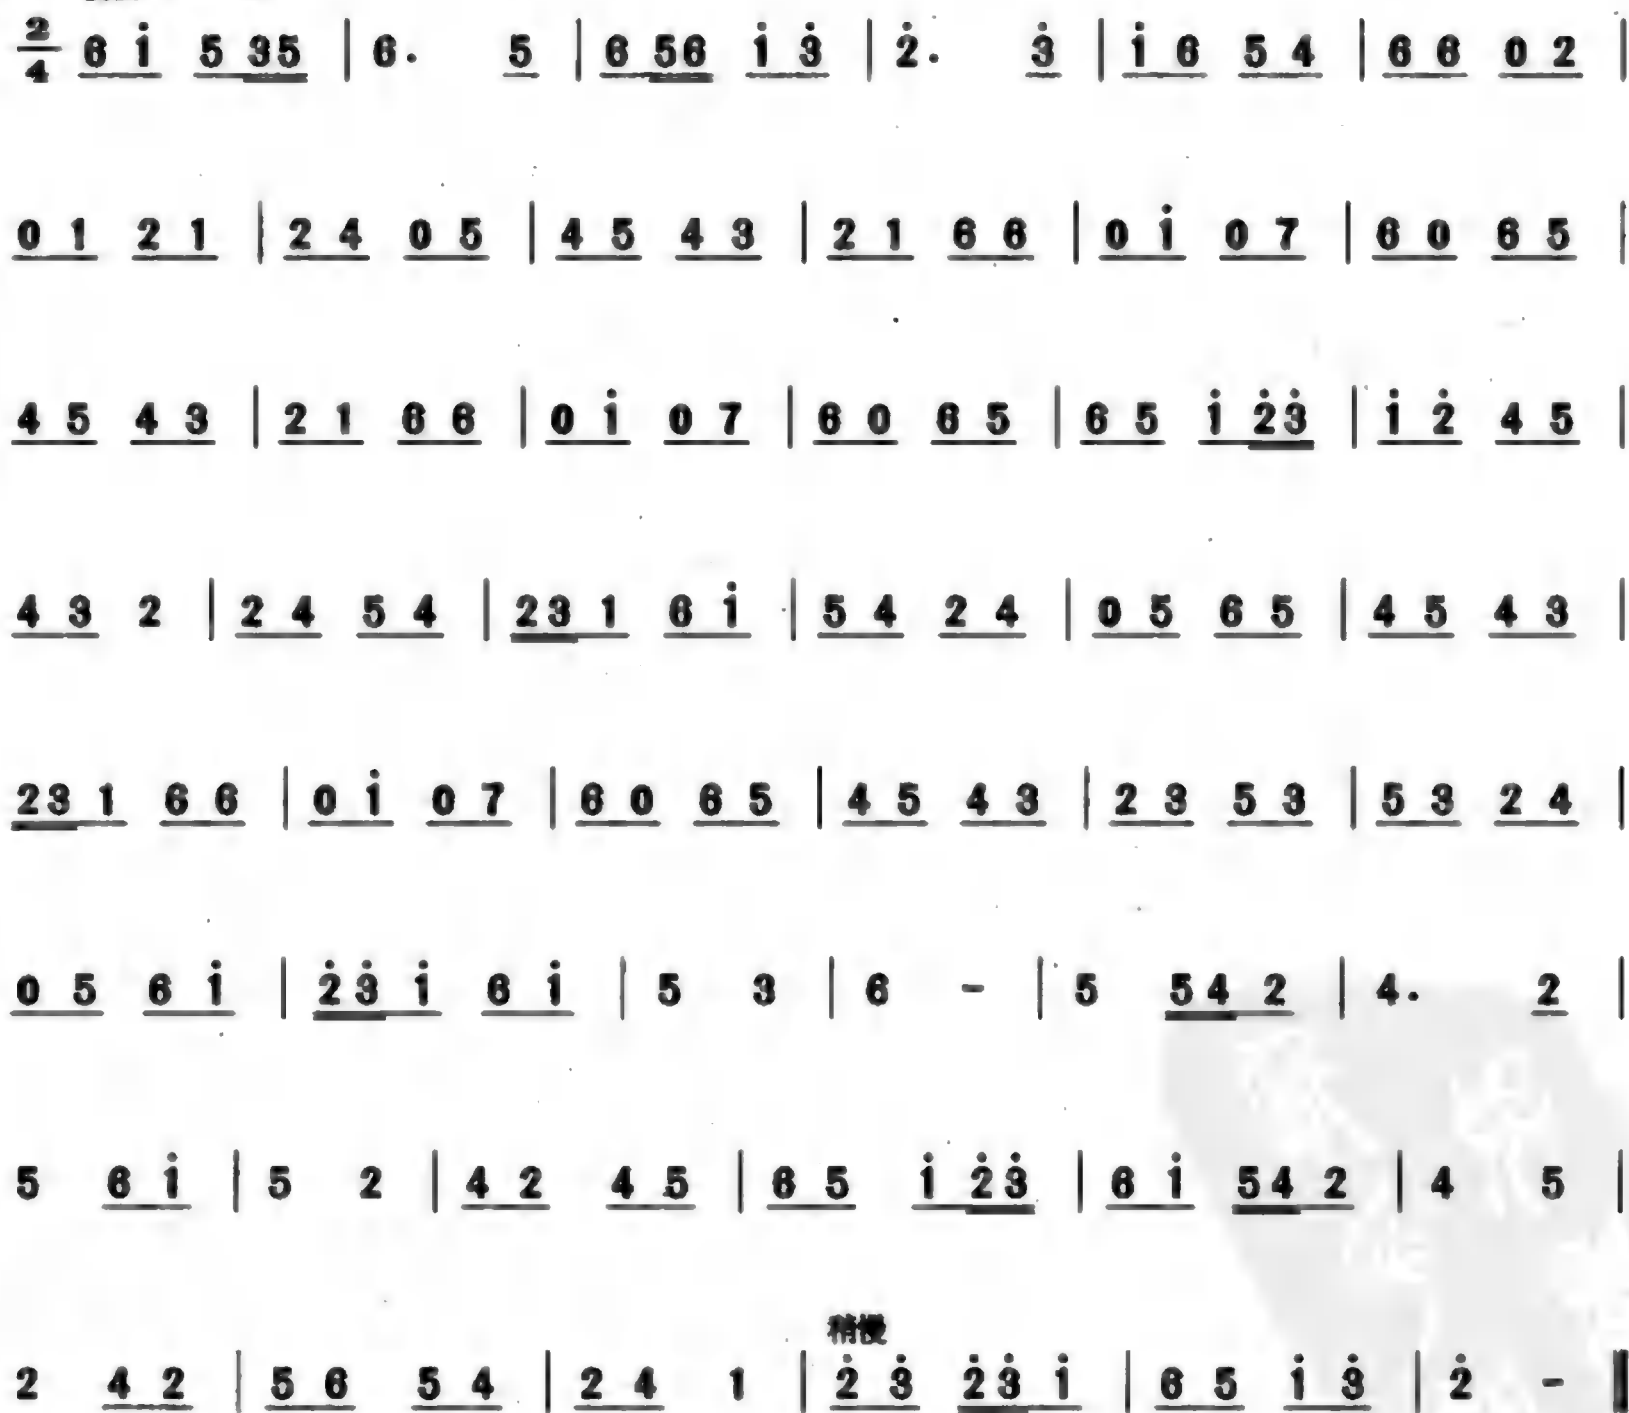 2/4 6 i̇ 5 35 | 6. 5 | 6 56 i̇ 3̇ | 2̇. 3̇ | i̇ 6 5 4 | 6 6 0 2 |
0 1 2 1 | 2 4 0 5 | 4 5 4 3 | 2 1 6 6 | 0 i̇ 0 7 | 6 0 6 5 |
4 5 4 3 | 2 1 6 6 | 0 i̇ 0 7 | 6 0 6 5 | 6 5 i̇ 2̇3̇ | i̇ 2̇ 4 5 |
4 3 2 | 2 4 5 4 | 23 1 6 i̇ | 5 4 2 4 | 0 5 6 5 | 4 5 4 3 |
23 1 6 6 | 0 i̇ 0 7 | 6 0 6 5 | 4 5 4 3 | 2 3 5 3 | 5 3 2 4 |
0 5 6 i̇ | 2̇3̇ i̇ 6 i̇ | 5 3 | 6 - | 5 54 2 | 4. 2 |
5 6 i̇ | 5 2 | 4 2 4 5 | 6 5 i̇ 2̇3̇ | 6 i̇ 54 2 | 4 5 |
稍慢
2 4 2 | 5 6 5 4 | 2 4 1 | 2̇ 3̇ 2̇3̇ i̇ | 6 5 i̇ 3̇ | 2̇ - ‖